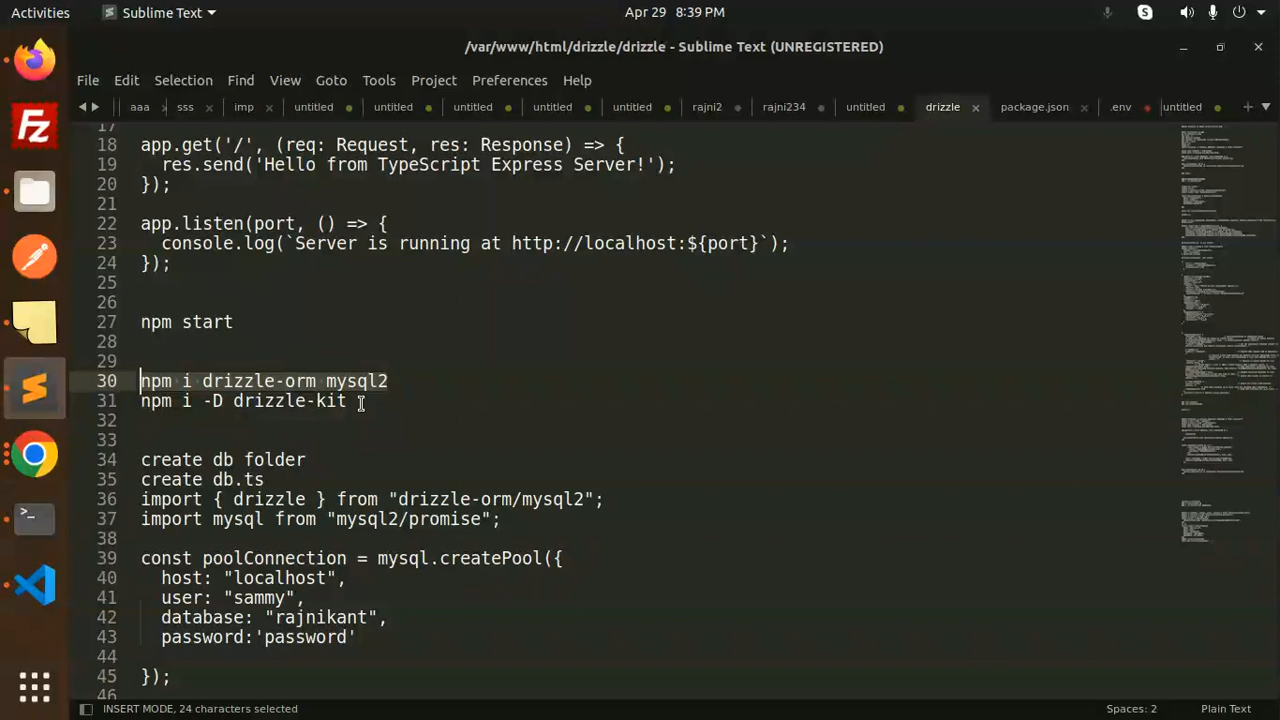 Activities
Sublime Text
Apr 29 8:39 PM
/var/www/html/drizzle/drizzle - Sublime Text (UNREGISTERED)
File Edit Selection Find View Goto Tools Project Preferences Help
aaa sss imp untitled untitled untitled untitled untitled rajni2 rajni234 untitled drizzle package.json .env untitled
17
18 app.get('/', (req: Request, res: Response) => {
19 res.send('Hello from TypeScript Express Server!');
20 });
21
22 app.listen(port, () => {
23 console.log(`Server is running at http://localhost:${port}`);
24 });
25
26
27 npm start
28
29
30 npm i drizzle-orm mysql2
31 npm i -D drizzle-kit
32
33
34 create db folder
35 create db.ts
36 import { drizzle } from "drizzle-orm/mysql2";
37 import mysql from "mysql2/promise";
38
39 const poolConnection = mysql.createPool({
40 host: "localhost",
41 user: "sammy",
42 database: "rajnikant",
43 password:'password'
44
45 });
46
INSERT MODE, 24 characters selected
Spaces: 2
Plain Text